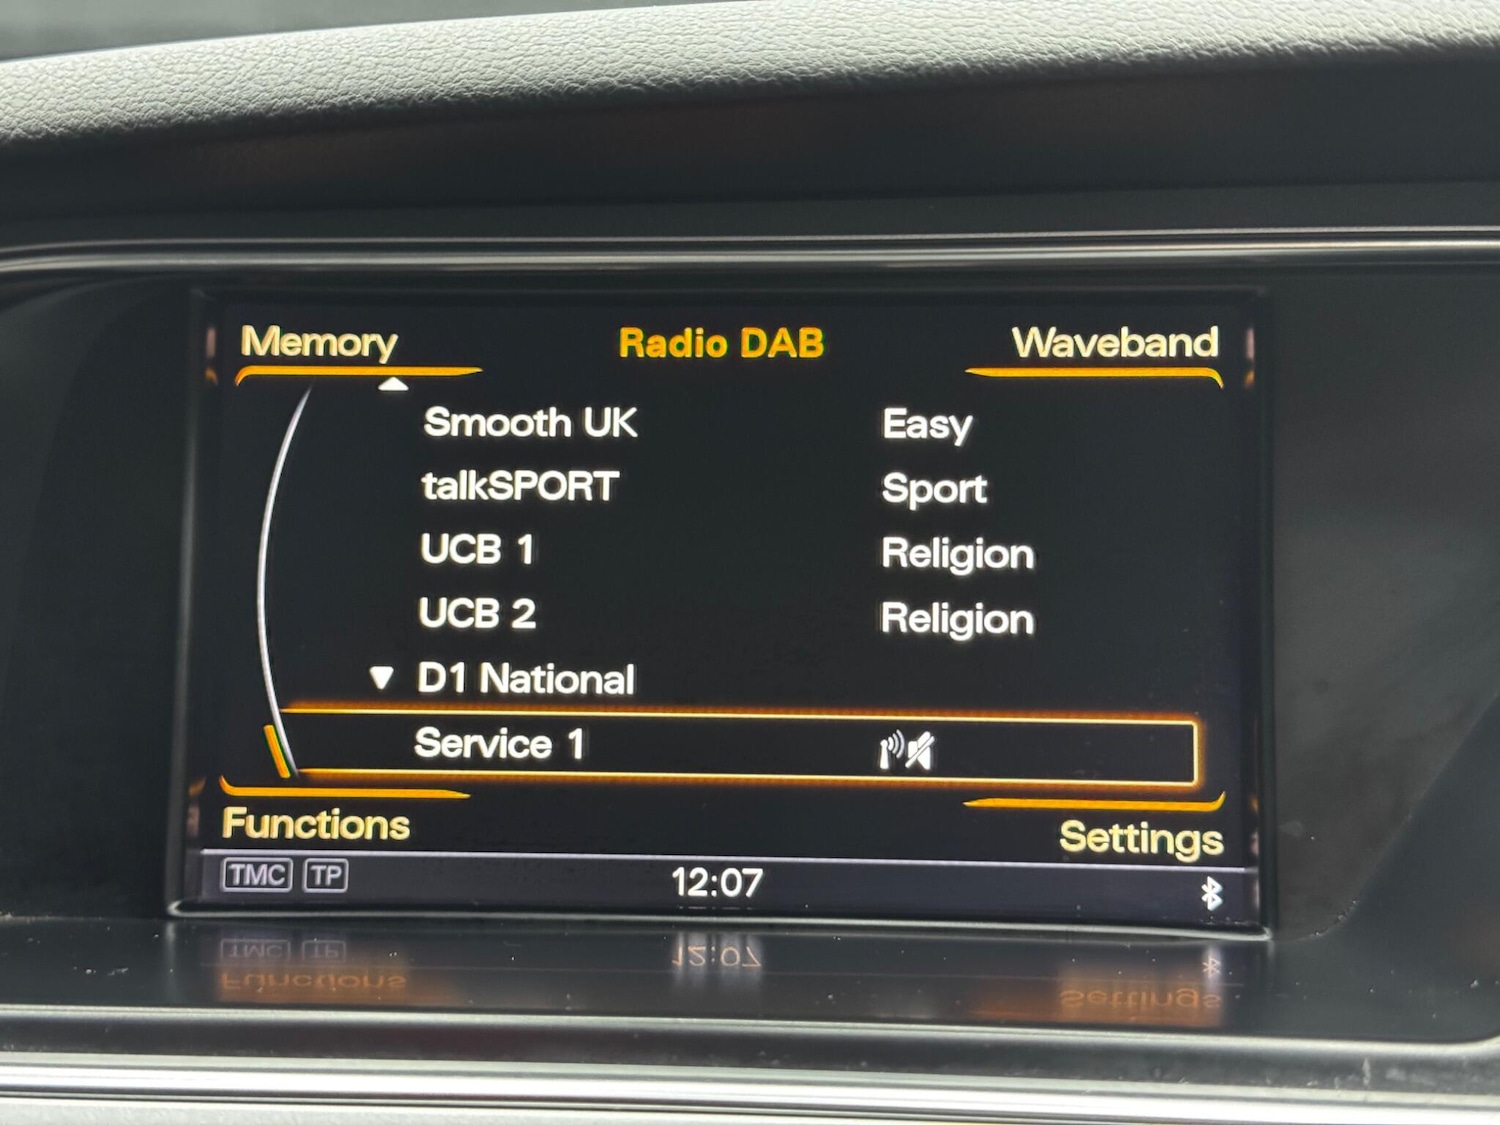 Memory Radio DAB Waveband
Smooth UK Easy
talkSPORT Sport
UCB 1 Religion
UCB 2 Religion
D1 National
Service 1
Functions Settings
TMC TP 12:07